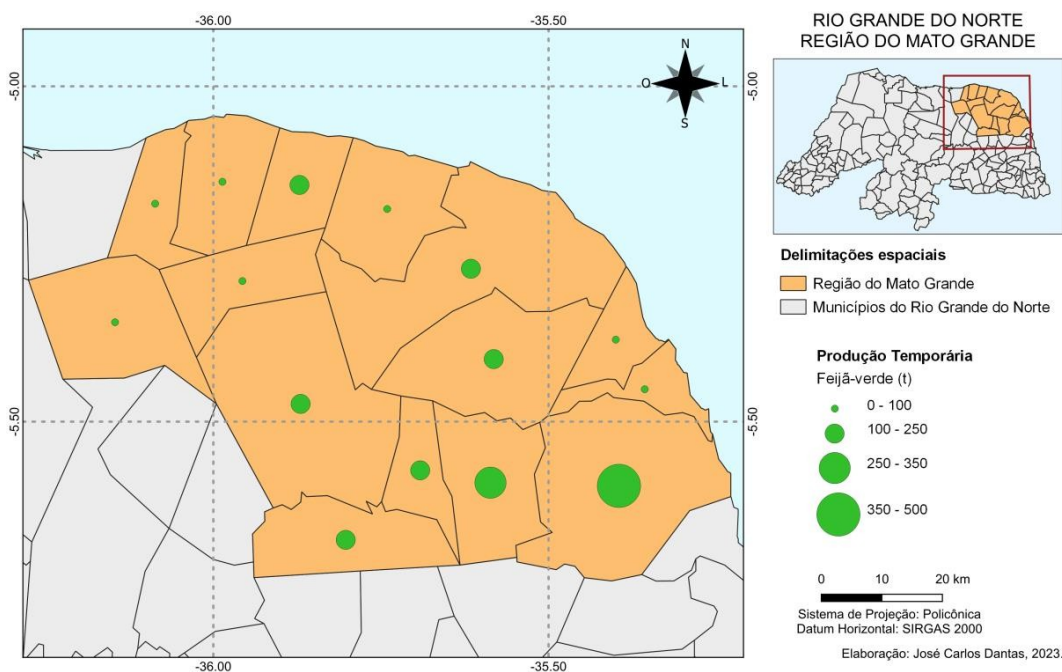 -36.00
-35.50
-5.00
-5.00
-5.50
-5.50
-36.00
-35.50
N
O
L
S
RIO GRANDE DO NORTE
REGIÃO DO MATO GRANDE
Delimitações espaciais
Região do Mato Grande
Municípios do Rio Grande do Norte
Produção Temporária
Feijã-verde (t)
0 - 100
100 - 250
250 - 350
350 - 500
0 10 20 km
Sistema de Projeção: Policônica
Datum Horizontal: SIRGAS 2000
Elaboração: José Carlos Dantas, 2023